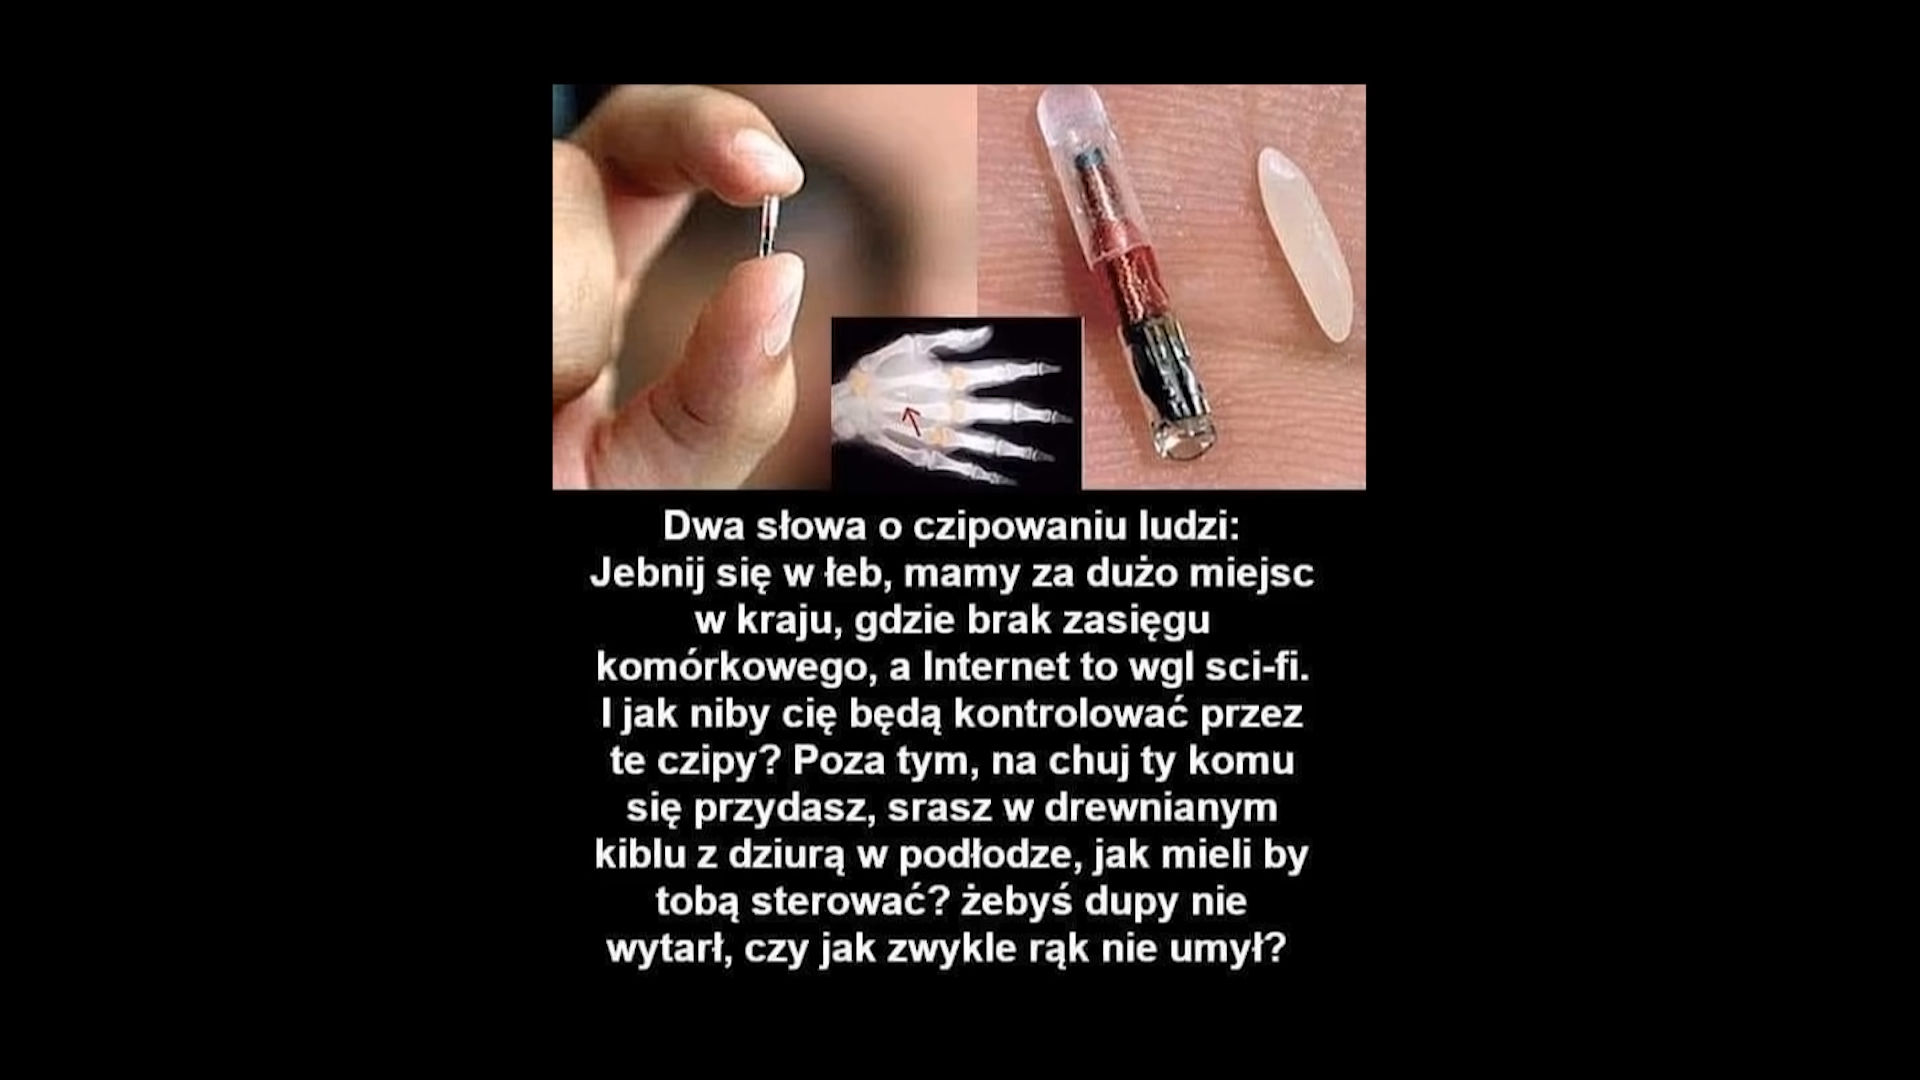 Dwa słowa o czipowaniu ludzi:
Jebnij się w łeb, mamy za dużo miejsc
w kraju, gdzie brak zasięgu
komórkowego, a Internet to wgl sci-fi.
I jak niby cię będą kontrolować przez
te czipy? Poza tym, na chuj ty komu
się przydasz, srasz w drewnianym
kiblu z dziurą w podłodze, jak mieli by
tobą sterować? żebyś dupy nie
wytarł, czy jak zwykle rąk nie umył?